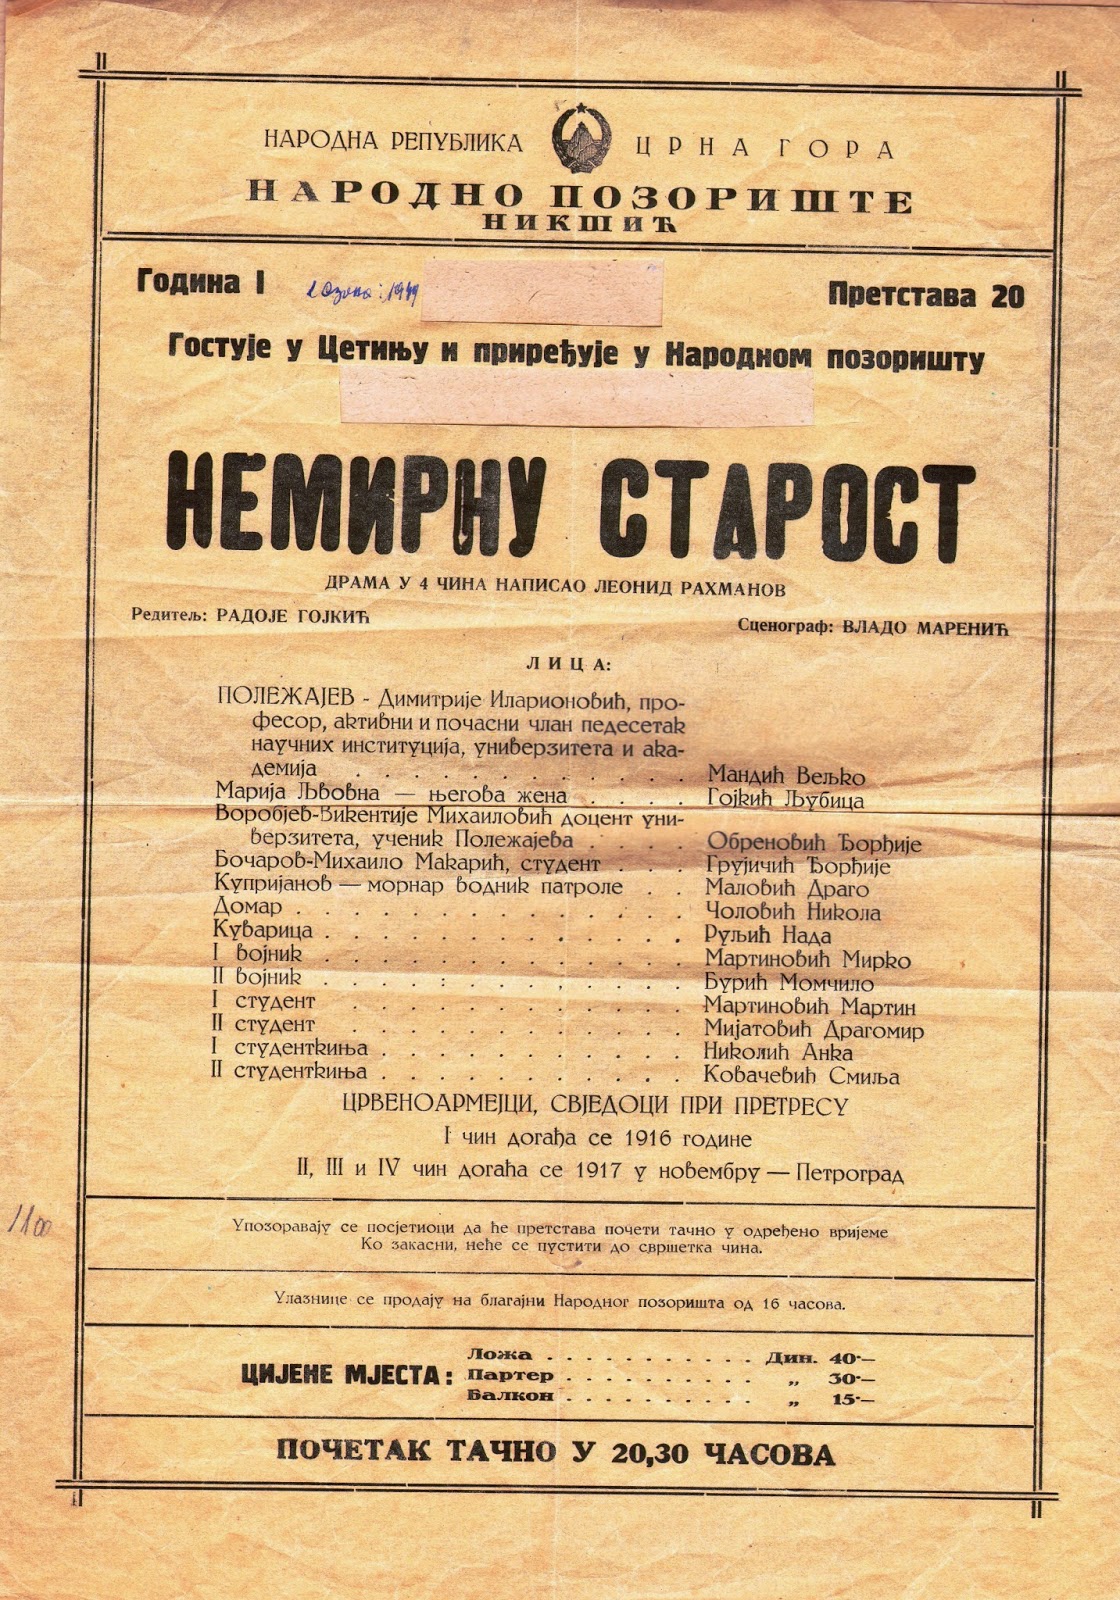 НАРОДНА РЕПУБЛИКА ЦРНА ГОРА
НАРОДНО ПОЗОРИШТЕ
НИКШИЋ
Година I 1949 Претстава 20
Гостује у Цетињу и приређује у Народном позоришту
НЕМИРНУ СТАРОСТ
ДРАМА У 4 ЧИНА НАПИСАО ЛЕОНИД РАХМАНОВ
Редитељ: РАДОЈЕ ГОЈКИЋ Сценограф: ВЛАДО МАРЕНИЋ
ЛИЦА:
ПОЛЕЖАЈЕВ - Димитрије Иларионовић, про-
фесор, активни и почасни члан педесетак
научних институција, универзитета и ака-
демија . . . . . . . . . . . . Мандић Вељко
Марија Љвовна — његова жена . . . . Гојкић Љубица
Воробјев-Викентије Михаиловић доцент уни-
верзитета, ученик Полежајева . . . . Обреновић Ђорђије
Бочаров-Михаило Макарић, студент . . . Грујичић Ђорђије
Купријанов — морнар водник патроле . . Маловић Драго
Домар . . . . . . . . . . . . . Чоловић Никола
Куварица . . . . . . . . . . . . Руљић Нада
I војник . . . . . . . . . . . . Мартиновић Мирко
II војник . . . . : . . . . . . . Бурић Момчило
I студент . . . . . . . . . . . Мартиновић Мартин
II студент . . . . . . . . . . . Мијатовић Драгомир
I студенткиња . . . . . . . . . . Николић Анка
II студенткиња . . . . . . . . . . Ковачевић Смиља
ЦРВЕНОАРМЕЈЦИ, СВЈЕДОЦИ ПРИ ПРЕТРЕСУ
I чин догађа се 1916 године
II, III и IV чин догаћа се 1917 у новембру — Петроград
1100
Упозоравају се посјетиоци да ће претстава почети тачно у одређено вријеме
Ко закасни, неће се пустити до свршетка чина.
Улазнице се продају на благајни Народног позоришта од 16 часова.
ЦИЈЕНЕ МЈЕСТА:
Ложа . . . . . . . . . . . Дин. 40·—
Партер . . . . . . . . . . „ 30·—
Балкон . . . . . . . . . . „ 15·—
ПОЧЕТАК ТАЧНО У 20,30 ЧАСОВА